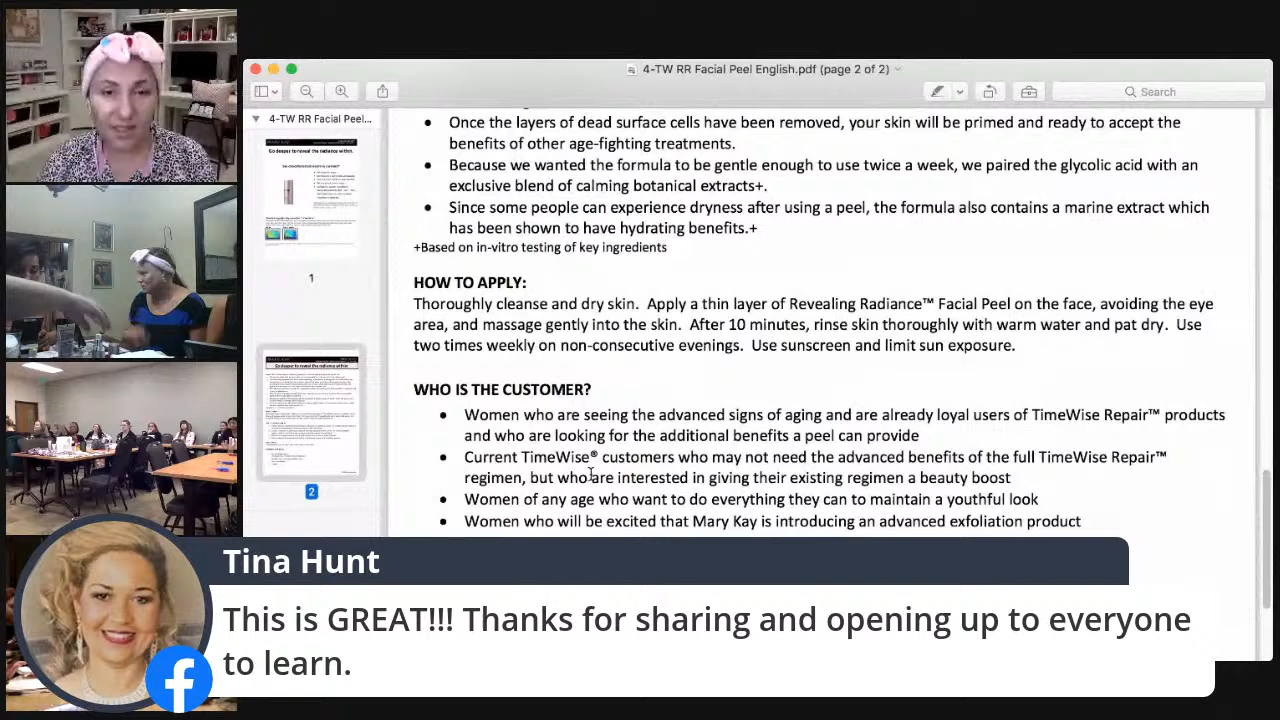 4-TW RR Facial Peel English.pdf (page 2 of 2)
Search
4-TW RR Facial Peel...
Go deeper to reveal the radiance within.
1
2
Once the layers of dead surface cells have been removed, your skin will be primed and ready to accept the
benefits of other age-fighting treatments.
Because we wanted the formula to be gentle enough to use twice a week, we paired the glycolic acid with an
exclusive blend of calming botanical extracts+.
Since some people can experience dryness after using a peel, the formula also contains a marine extract which
has been shown to have hydrating benefits.+
+Based on in-vitro testing of key ingredients
HOW TO APPLY:
Thoroughly cleanse and dry skin. Apply a thin layer of Revealing Radiance™ Facial Peel on the face, avoiding the eye
area, and massage gently into the skin. After 10 minutes, rinse skin thoroughly with warm water and pat dry. Use
two times weekly on non-consecutive evenings. Use sunscreen and limit sun exposure.
WHO IS THE CUSTOMER?
Women who are seeing the advanced signs of aging and are already loyal users of TimeWise Repair™ products
and who are looking for the additional benefits a peel can provide
Current TimeWise® customers who may not need the advanced benefits of the full TimeWise Repair™
regimen, but who are interested in giving their existing regimen a beauty boost
Women of any age who want to do everything they can to maintain a youthful look
Women who will be excited that Mary Kay is introducing an advanced exfoliation product
Tina Hunt
This is GREAT!!! Thanks for sharing and opening up to everyone
to learn.